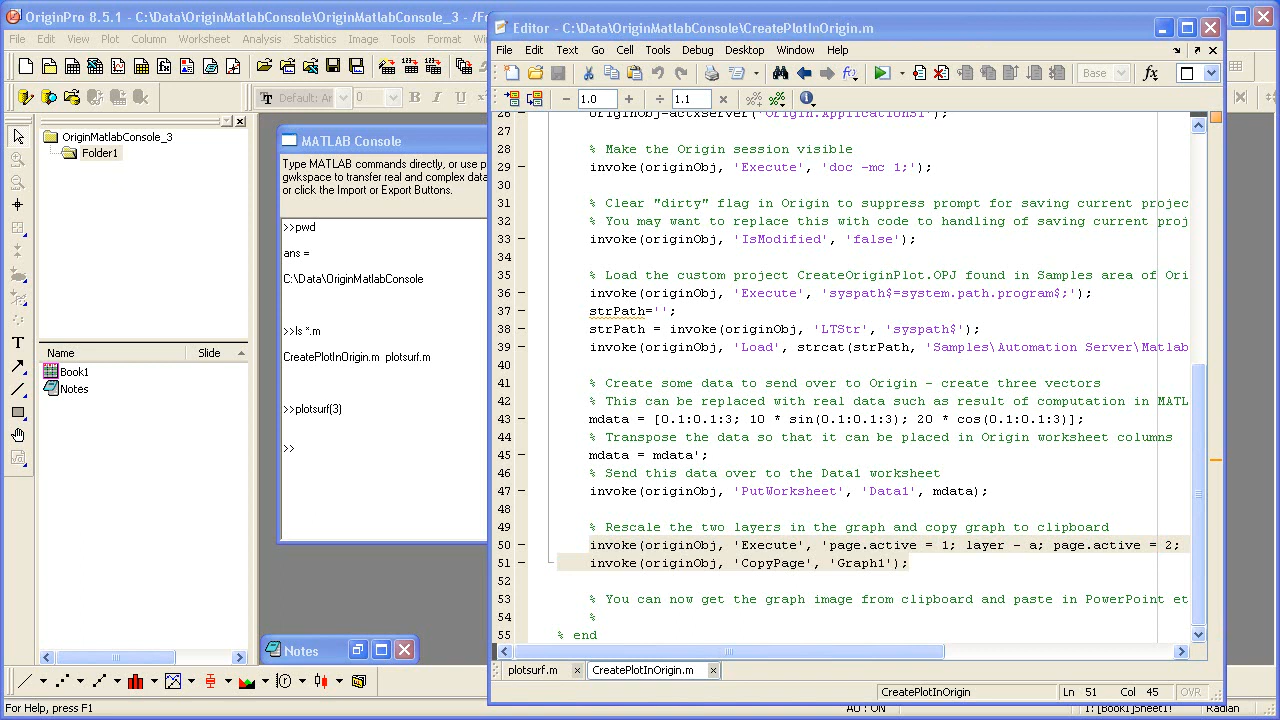 OriginPro 8.5.1 - C:\Data\OriginMatlabConsole\OriginMatlabConsole_3 - /Fo
File Edit View Plot Column Worksheet Analysis Statistics Image Tools Format
Default: Ar 0 B I U
OriginMatlabConsole_3
Folder1
Name Slide
Book1
Notes
MATLAB Console
Type MATLAB commands directly, or use p
gwkspace to transfer real and complex data
or click the Import or Export Buttons.
>>pwd
ans =
C:\Data\OriginMatlabConsole
>>ls *.m
CreatePlotInOrigin.m plotsurf.m
>>plotsurf(3)
>>
Notes
Editor - C:\Data\OriginMatlabConsole\CreatePlotInOrigin.m
File Edit Text Go Cell Tools Debug Desktop Window Help
Base fx
− 1.0 + ÷ 1.1 ×
26 originObj=actxserver('Origin.ApplicationSI');
27
28 % Make the Origin session visible
29 − invoke(originObj, 'Execute', 'doc -mc 1;');
30
31 % Clear "dirty" flag in Origin to suppress prompt for saving current projec
32 % You may want to replace this with code to handling of saving current proj
33 − invoke(originObj, 'IsModified', 'false');
34
35 % Load the custom project CreateOriginPlot.OPJ found in Samples area of Ori
36 − invoke(originObj, 'Execute', 'syspath$=system.path.program$;');
37 − strPath='';
38 − strPath = invoke(originObj, 'LTStr', 'syspath$');
39 − invoke(originObj, 'Load', strcat(strPath, 'Samples\Automation Server\Matlab
40
41 % Create some data to send over to Origin - create three vectors
42 % This can be replaced with real data such as result of computation in MATL
43 − mdata = [0.1:0.1:3; 10 * sin(0.1:0.1:3); 20 * cos(0.1:0.1:3)];
44 % Transpose the data so that it can be placed in Origin worksheet columns
45 − mdata = mdata';
46 % Send this data over to the Data1 worksheet
47 − invoke(originObj, 'PutWorksheet', 'Data1', mdata);
48
49 % Rescale the two layers in the graph and copy graph to clipboard
50 − invoke(originObj, 'Execute', 'page.active = 1; layer - a; page.active = 2;
51 − invoke(originObj, 'CopyPage', 'Graph1');
52
53 % You can now get the graph image from clipboard and paste in PowerPoint et
54 %
55 % end
plotsurf.m × CreatePlotInOrigin.m ×
CreatePlotInOrigin Ln 51 Col 45 OVR
For Help, press F1
AU : ON 1: [Book1]Sheet1! Radian